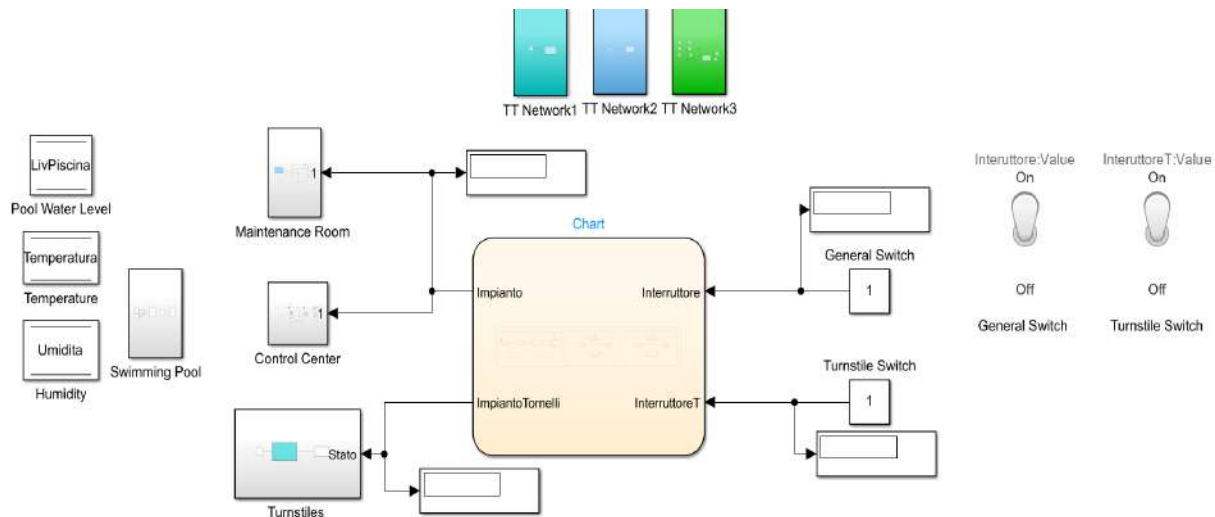 TT Network1
TT Network2
TT Network3
LivPiscina
Pool Water Level
Temperatura
Temperature
Umidita
Humidity
Swimming Pool
1
Maintenance Room
1
Control Center
Stato
Turnstiles
Chart
Impianto
Interruttore
ImpiantoTornelli
InterruttoreT
General Switch
1
Turnstile Switch
1
Interuttore:Value
On
Off
General Switch
InteruttoreT:Value
On
Off
Turnstile Switch